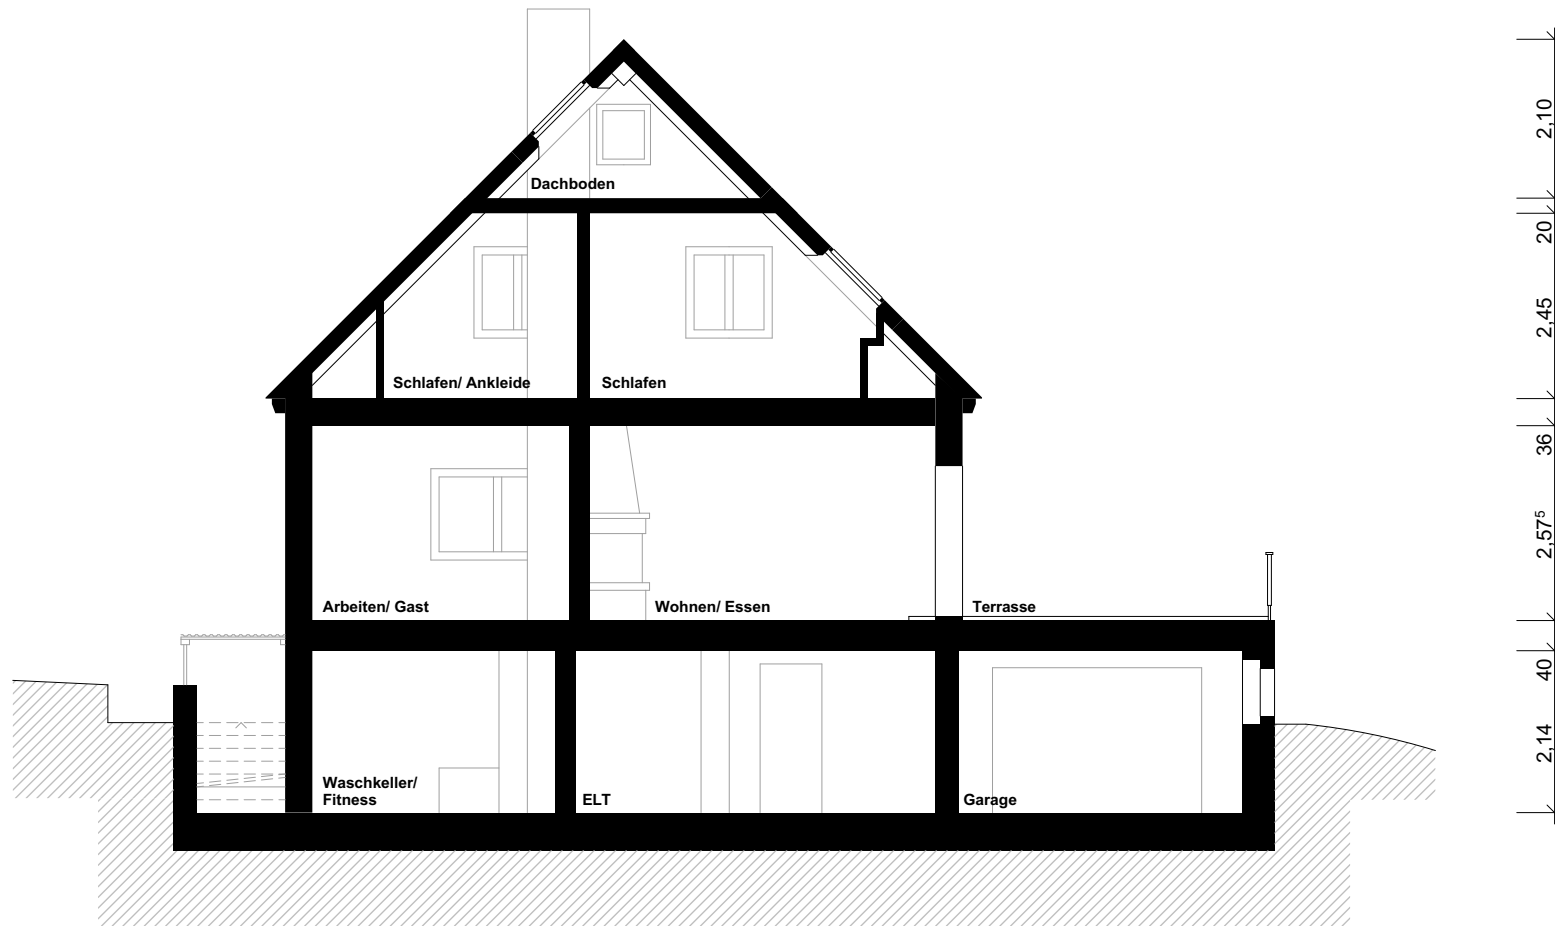 Dachboden
Schlafen/ Ankleide
Schlafen
Arbeiten/ Gast
Wohnen/ Essen
Terrasse
Waschkeller/
Fitness
ELT
Garage
2,10
20
2,45
36
2,57⁵
40
2,14